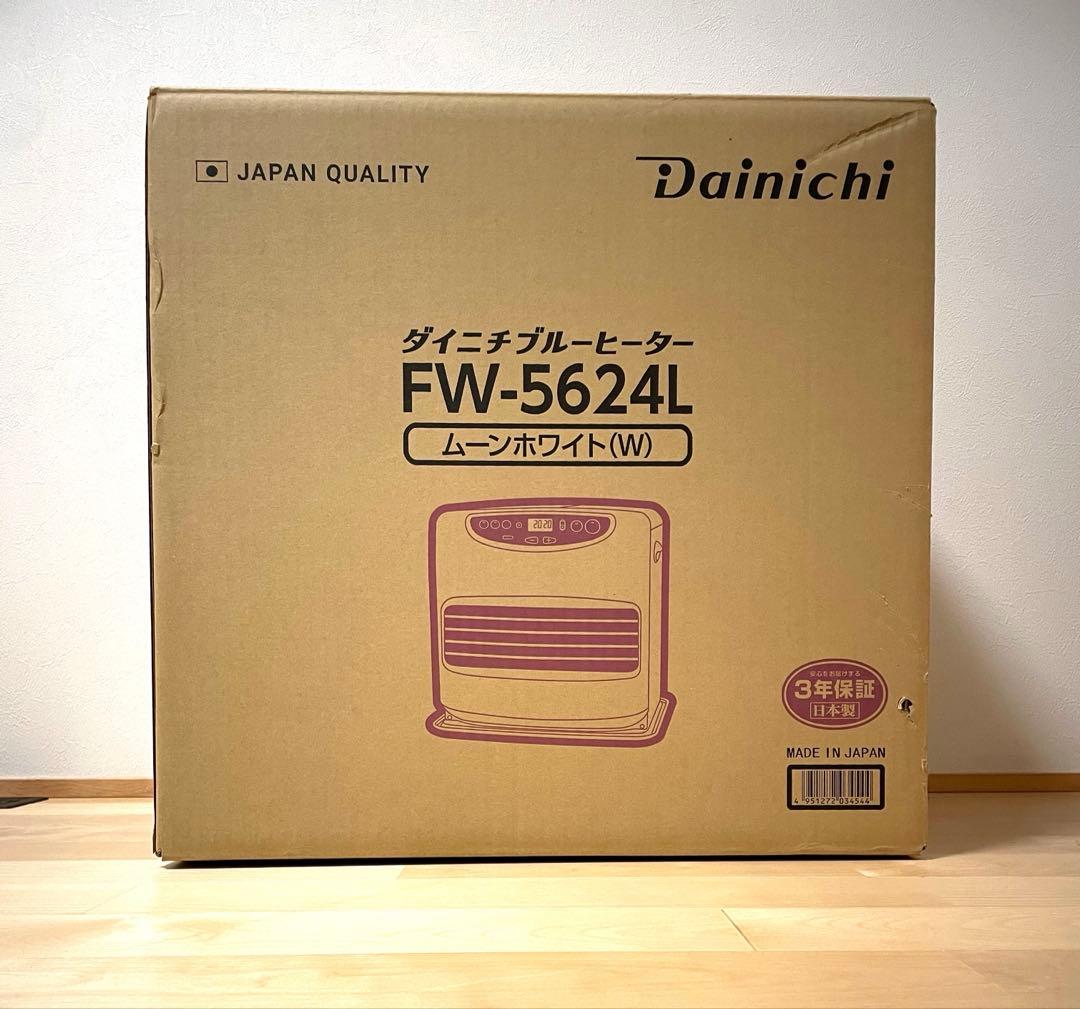 JAPAN QUALITY
Dainichi
ダイニチブルーヒーター
FW-5624L
ムーンホワイト(W)
20:20
安心をお届けする
3年保証
日本製
MADE IN JAPAN
4 951272 034544